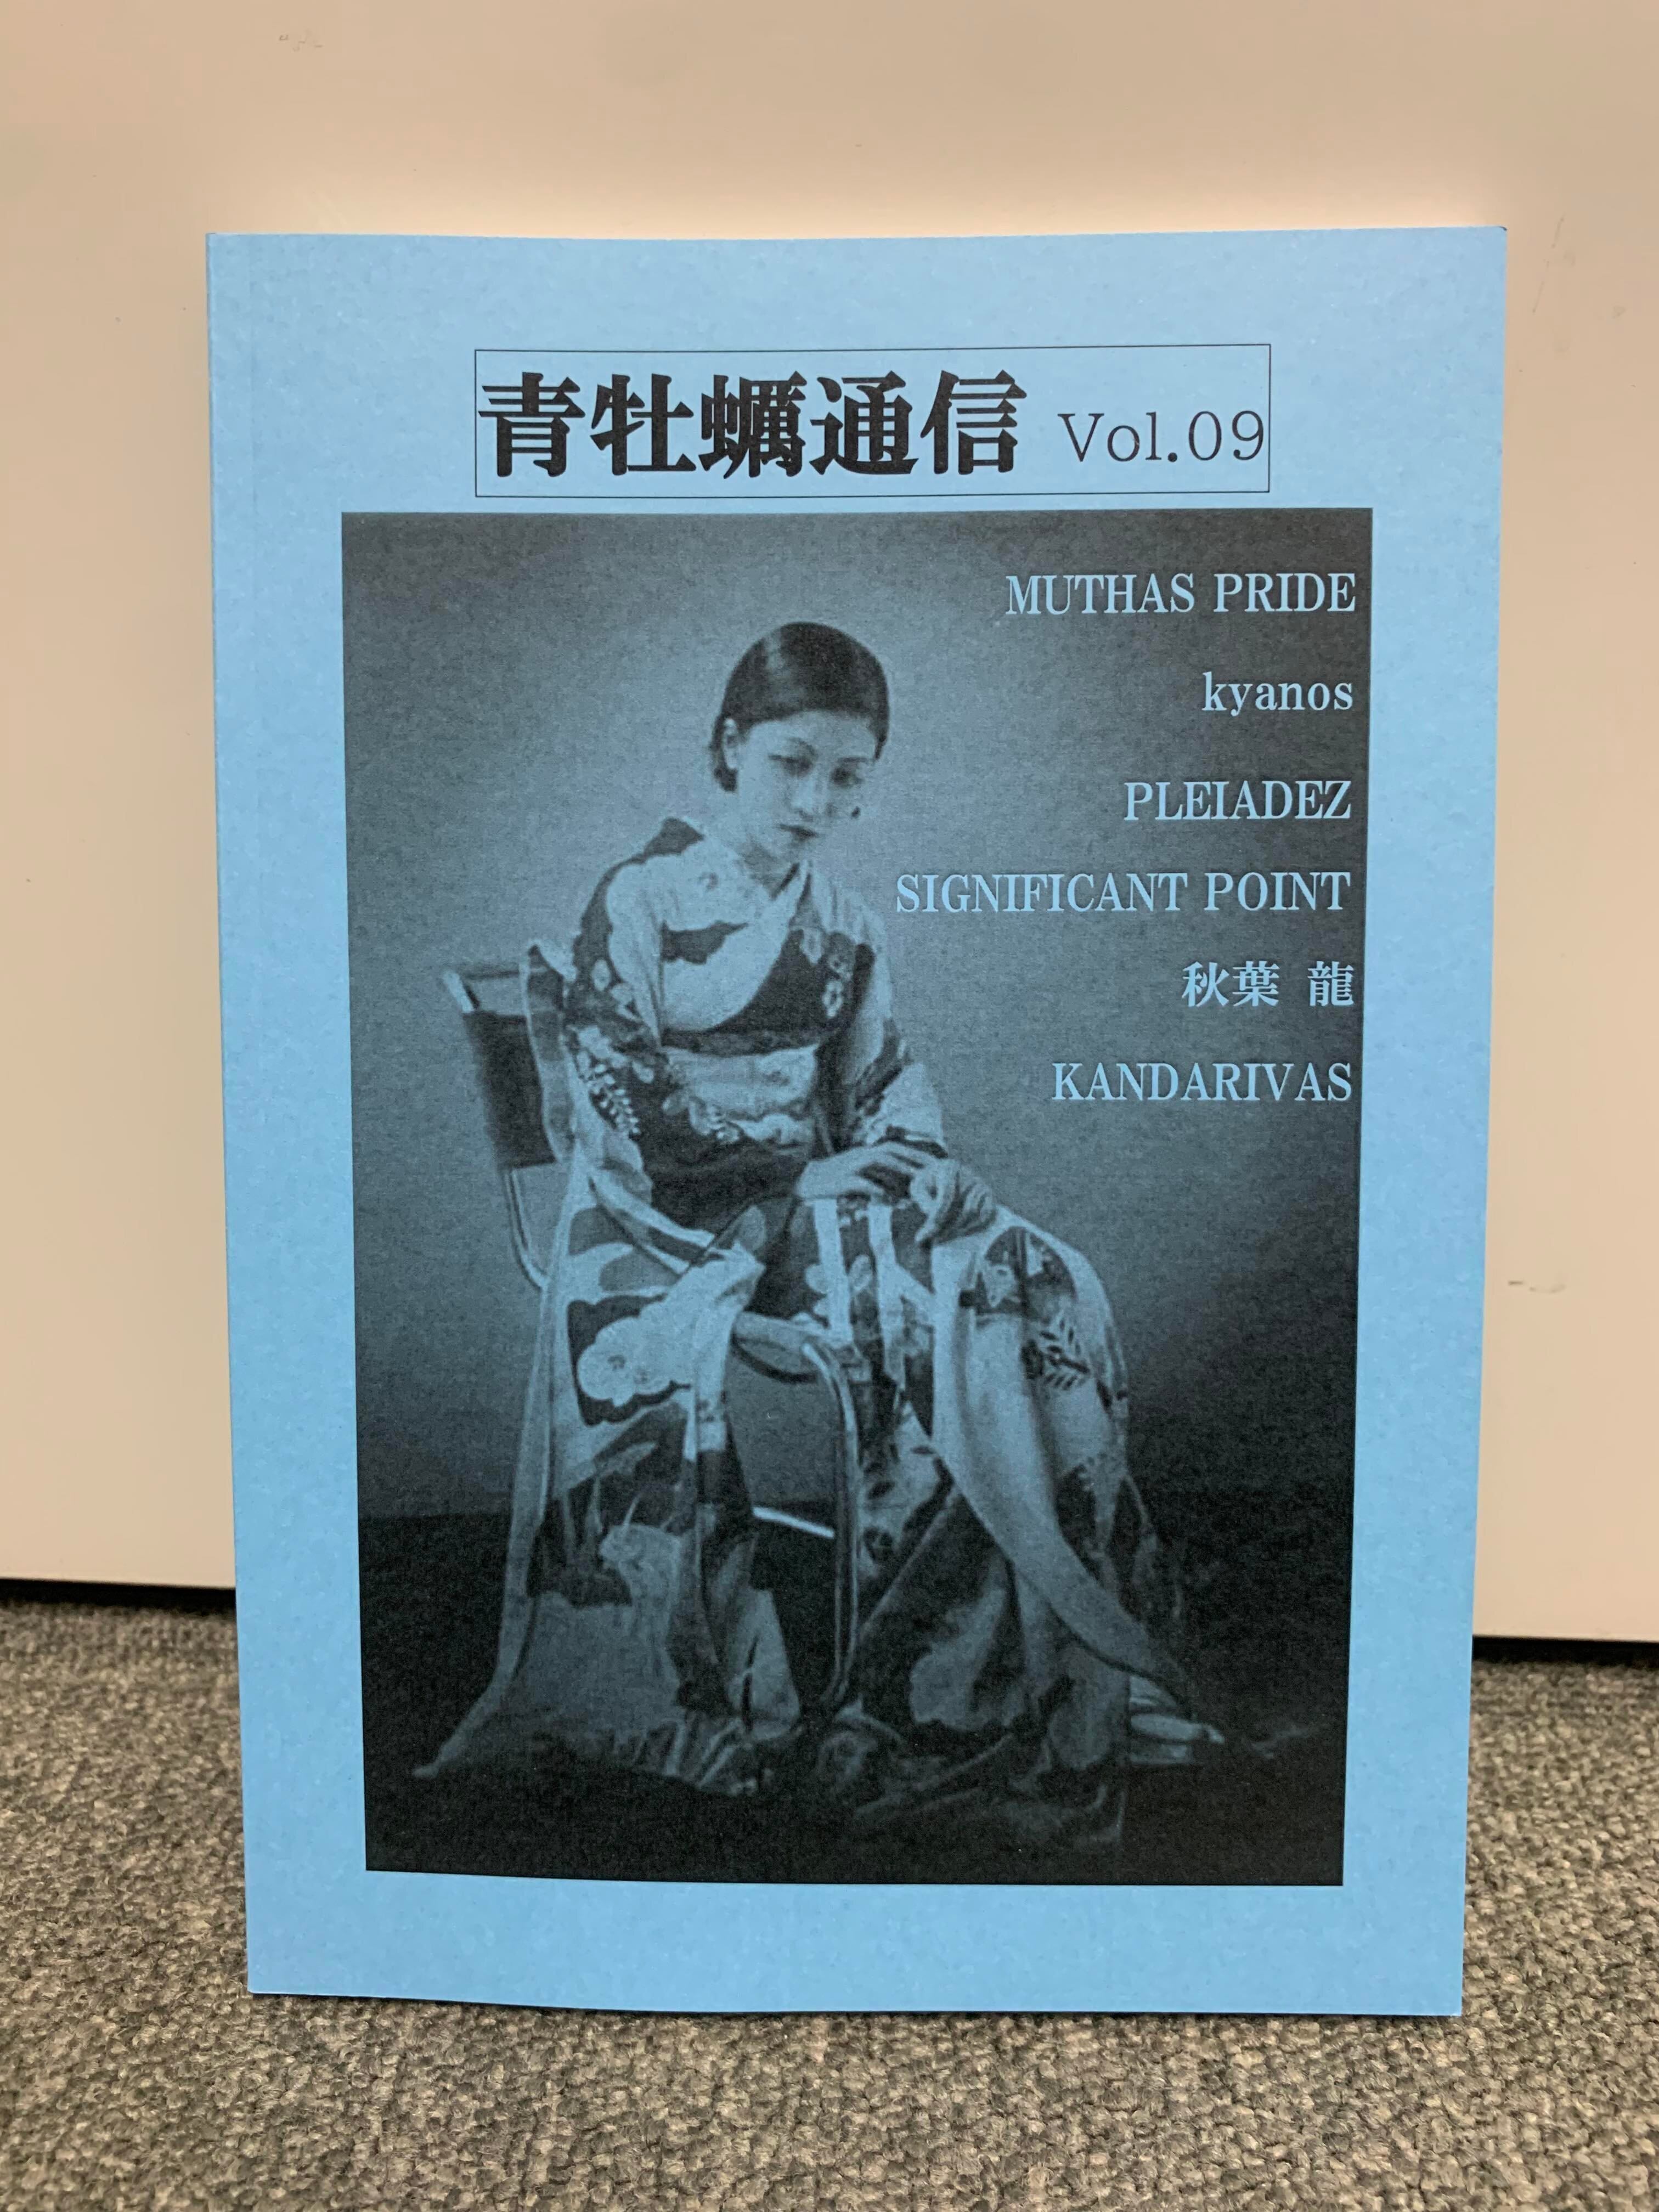 青牡蠣通信 Vol.09
MUTHAS PRIDE
kyanos
PLEIADEZ
SIGNIFICANT POINT
秋葉 龍
KANDARIVAS